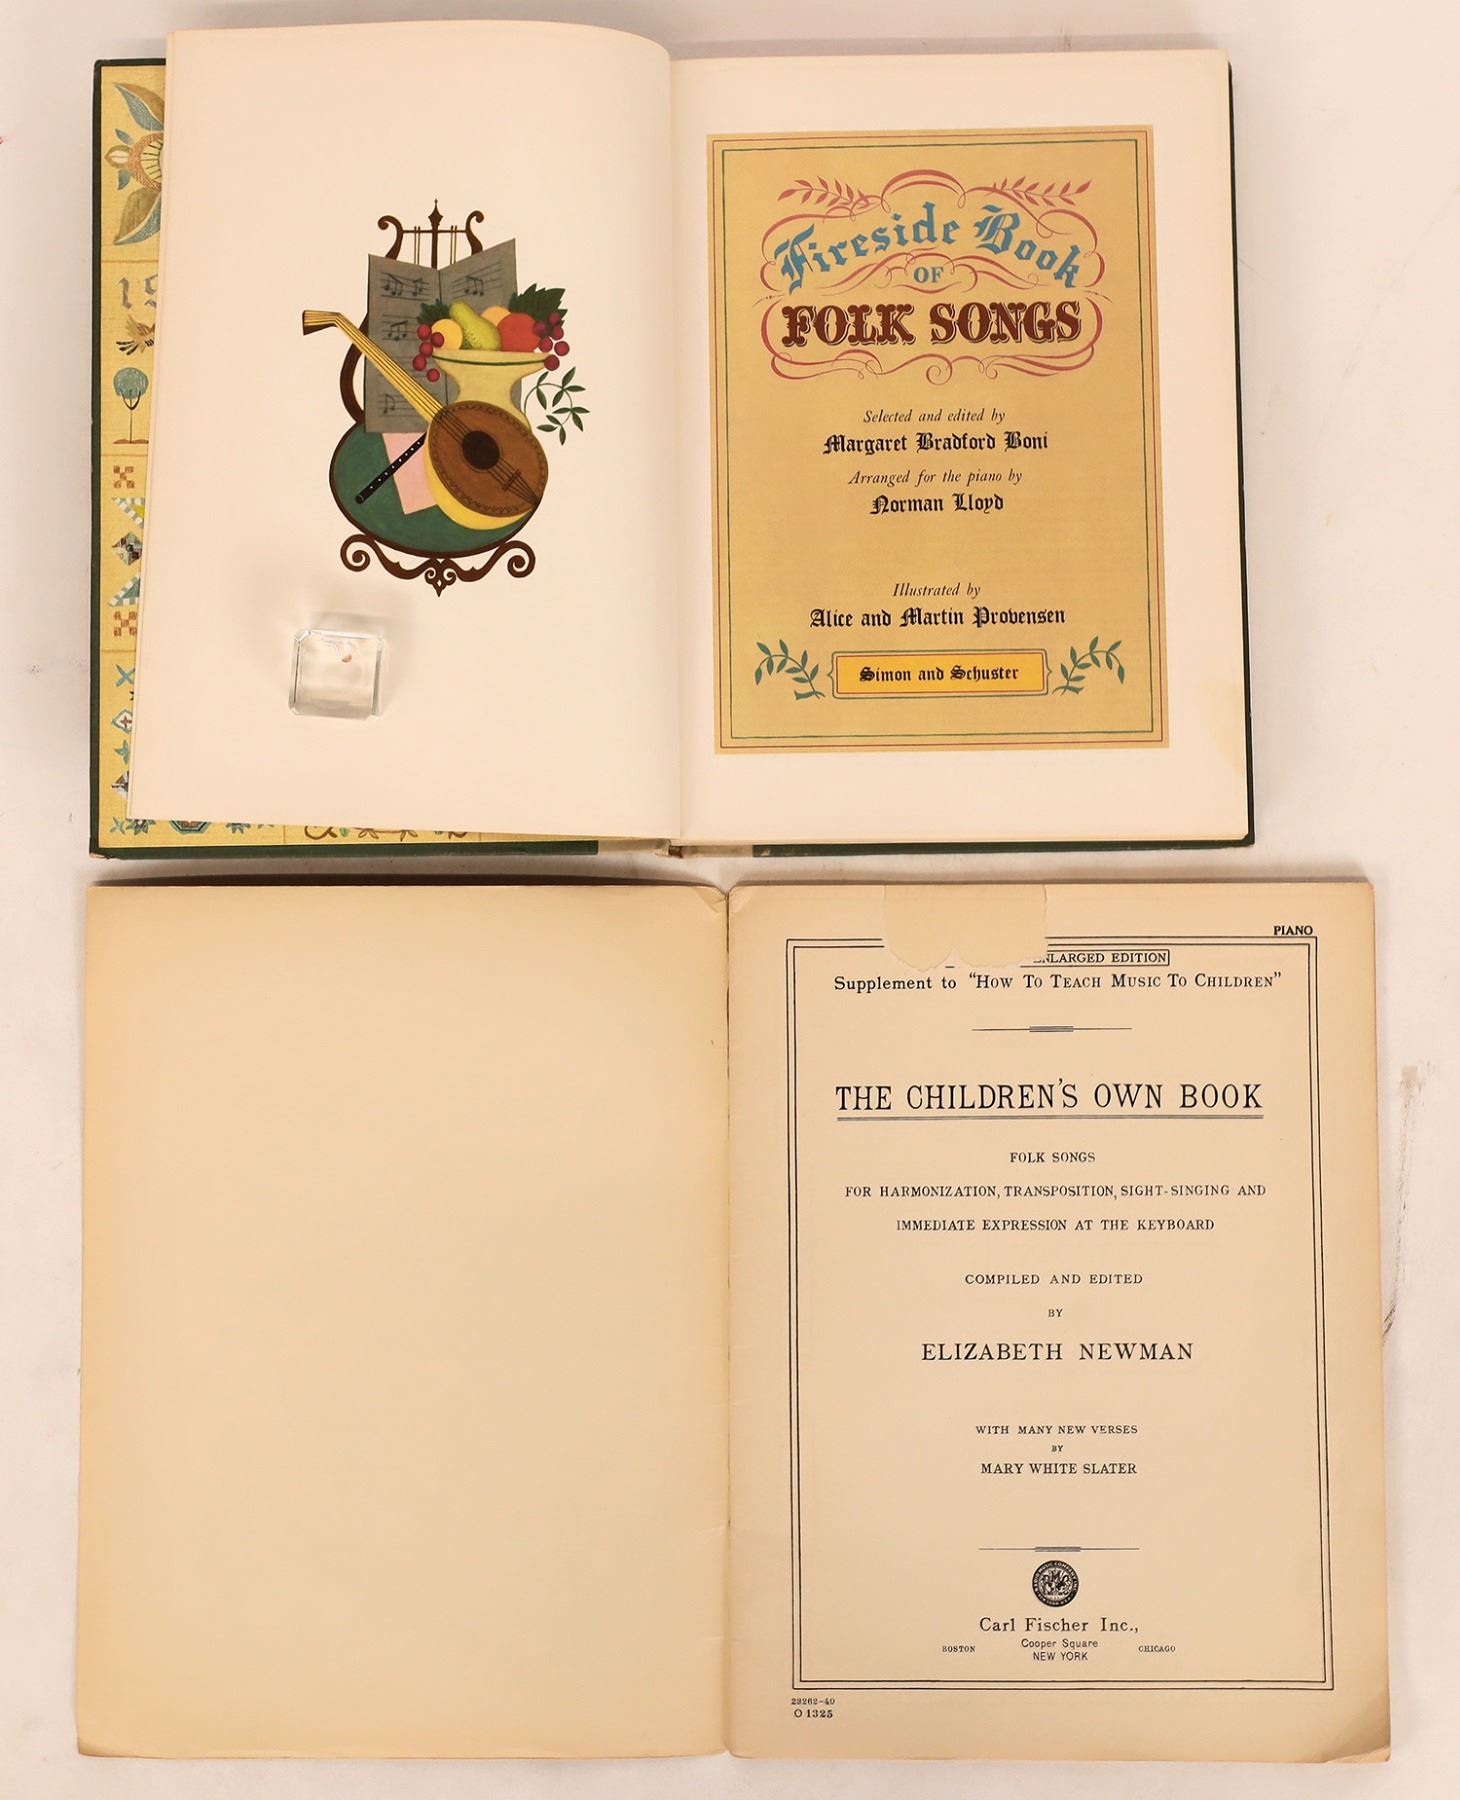 Fireside Book
OF
FOLK SONGS
Selected and edited by
Margaret Bradford Boni
Arranged for the piano by
Norman Lloyd
Illustrated by
Alice and Martin Provensen
Simon and Schuster
PIANO
ENLARGED EDITION
Supplement to “HOW TO TEACH MUSIC TO CHILDREN”
THE CHILDREN'S OWN BOOK
FOLK SONGS
FOR HARMONIZATION, TRANSPOSITION, SIGHT-SINGING AND
IMMEDIATE EXPRESSION AT THE KEYBOARD
COMPILED AND EDITED
BY
ELIZABETH NEWMAN
WITH MANY NEW VERSES
BY
MARY WHITE SLATER
Carl Fischer Inc.,
BOSTON Cooper Square CHICAGO
NEW YORK
23262-40
O 1325